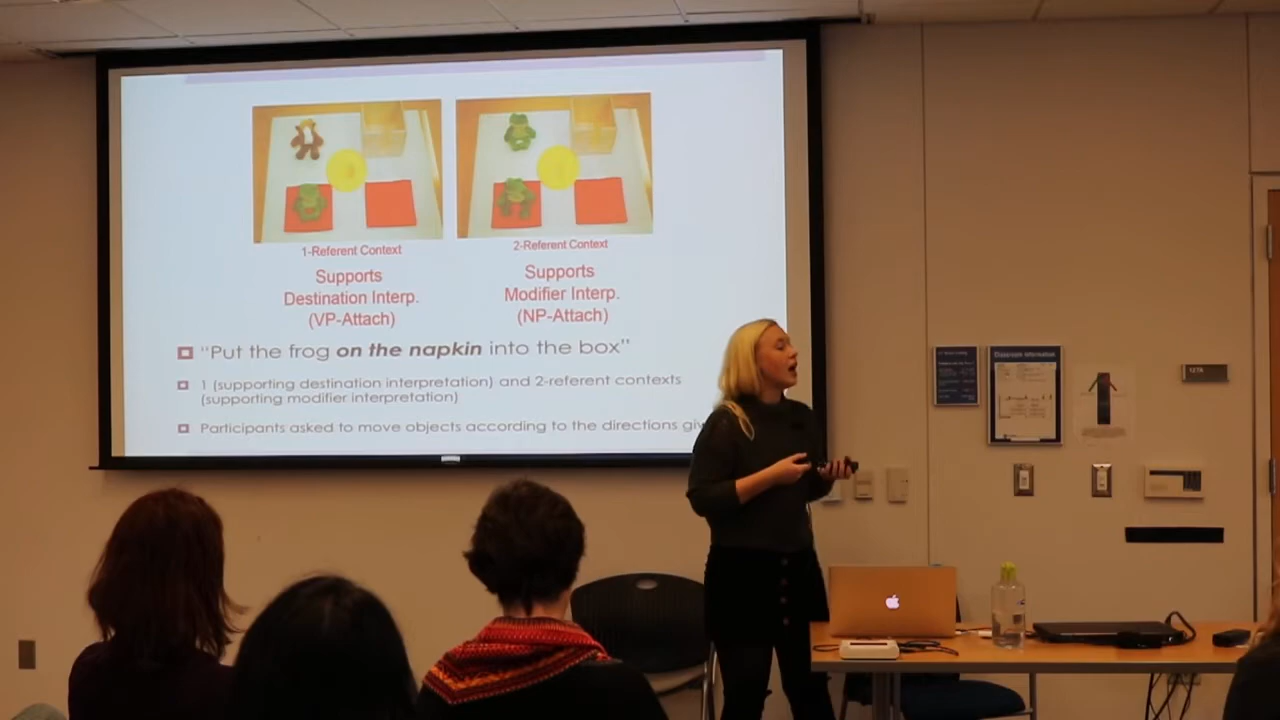 1-Referent Context
2-Referent Context
Supports
Destination Interp.
(VP-Attach)
Supports
Modifier Interp.
(NP-Attach)
"Put the frog on the napkin into the box"
1 (supporting destination interpretation) and 2-referent contexts
(supporting modifier interpretation)
Participants asked to move objects according to the directions giv
Classroom Information